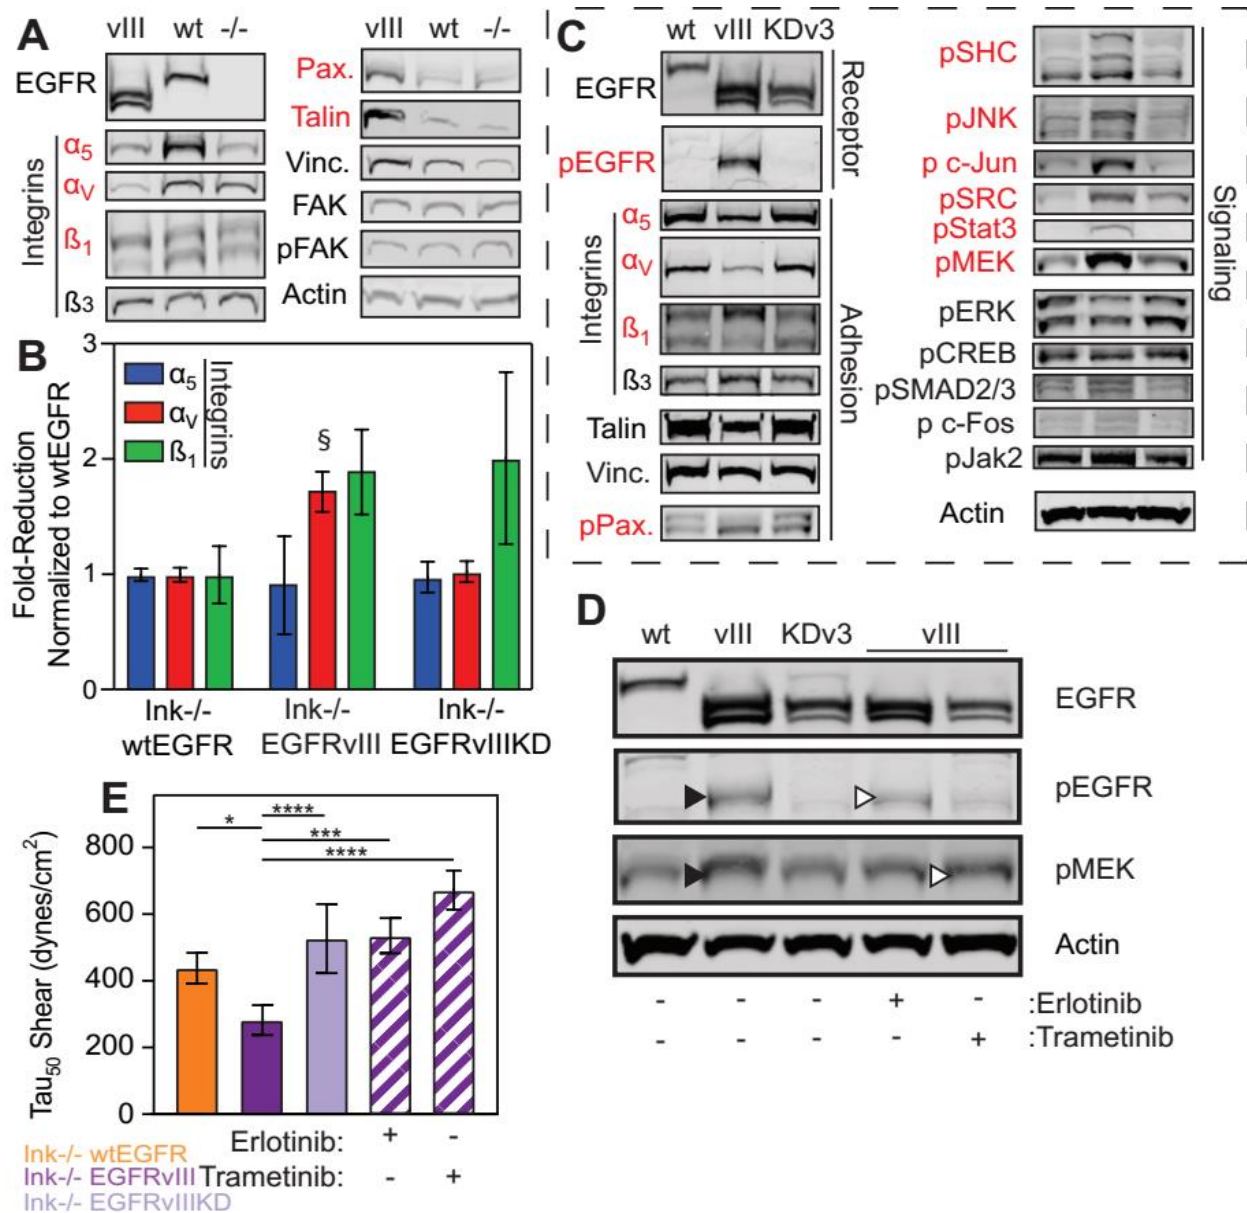 A
vIII wt -/-
EGFR
Integrins
α5
αV
ß1
ß3
vIII wt -/-
Pax.
Talin
Vinc.
FAK
pFAK
Actin
B
Fold-Reduction
Normalized to wtEGFR
3
2
1
0
α5
αV
ß1
Integrins
§
Ink-/-
wtEGFR
Ink-/-
EGFRvIII
Ink-/-
EGFRvIIIKD
C
wt vIII KDv3
EGFR
pEGFR
Receptor
Integrins
α5
αV
ß1
ß3
Talin
Vinc.
pPax.
Adhesion
pSHC
pJNK
p c-Jun
pSRC
pStat3
pMEK
pERK
pCREB
pSMAD2/3
p c-Fos
pJak2
Signaling
Actin
D
wt vIII KDv3 vIII
EGFR
pEGFR
pMEK
Actin
- - - + - :Erlotinib
- - - - + :Trametinib
E
Tau50 Shear (dynes/cm2)
800
600
400
200
0
*
****
***
****
Erlotinib: + -
Trametinib: - +
Ink-/- wtEGFR
Ink-/- EGFRvIII
Ink-/- EGFRvIIIKD